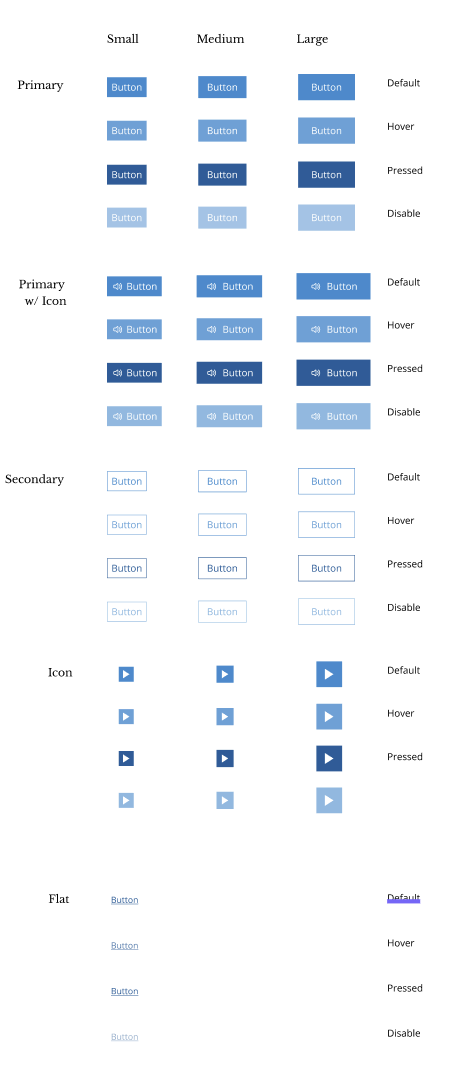 Small Medium Large
Primary Default
Button Button Button
Hover
Button Button Button
Pressed
Button Button Button
Disable
Button Button Button
Primary
w/ Icon
Default
Button Button Button
Hover
Button Button Button
Pressed
Button Button Button
Disable
Button Button Button
Secondary Default
Button Button Button
Hover
Button Button Button
Pressed
Button Button Button
Disable
Button Button Button
Icon Default
Hover
Pressed
Flat Button Default
Button Hover
Button Pressed
Button Disable